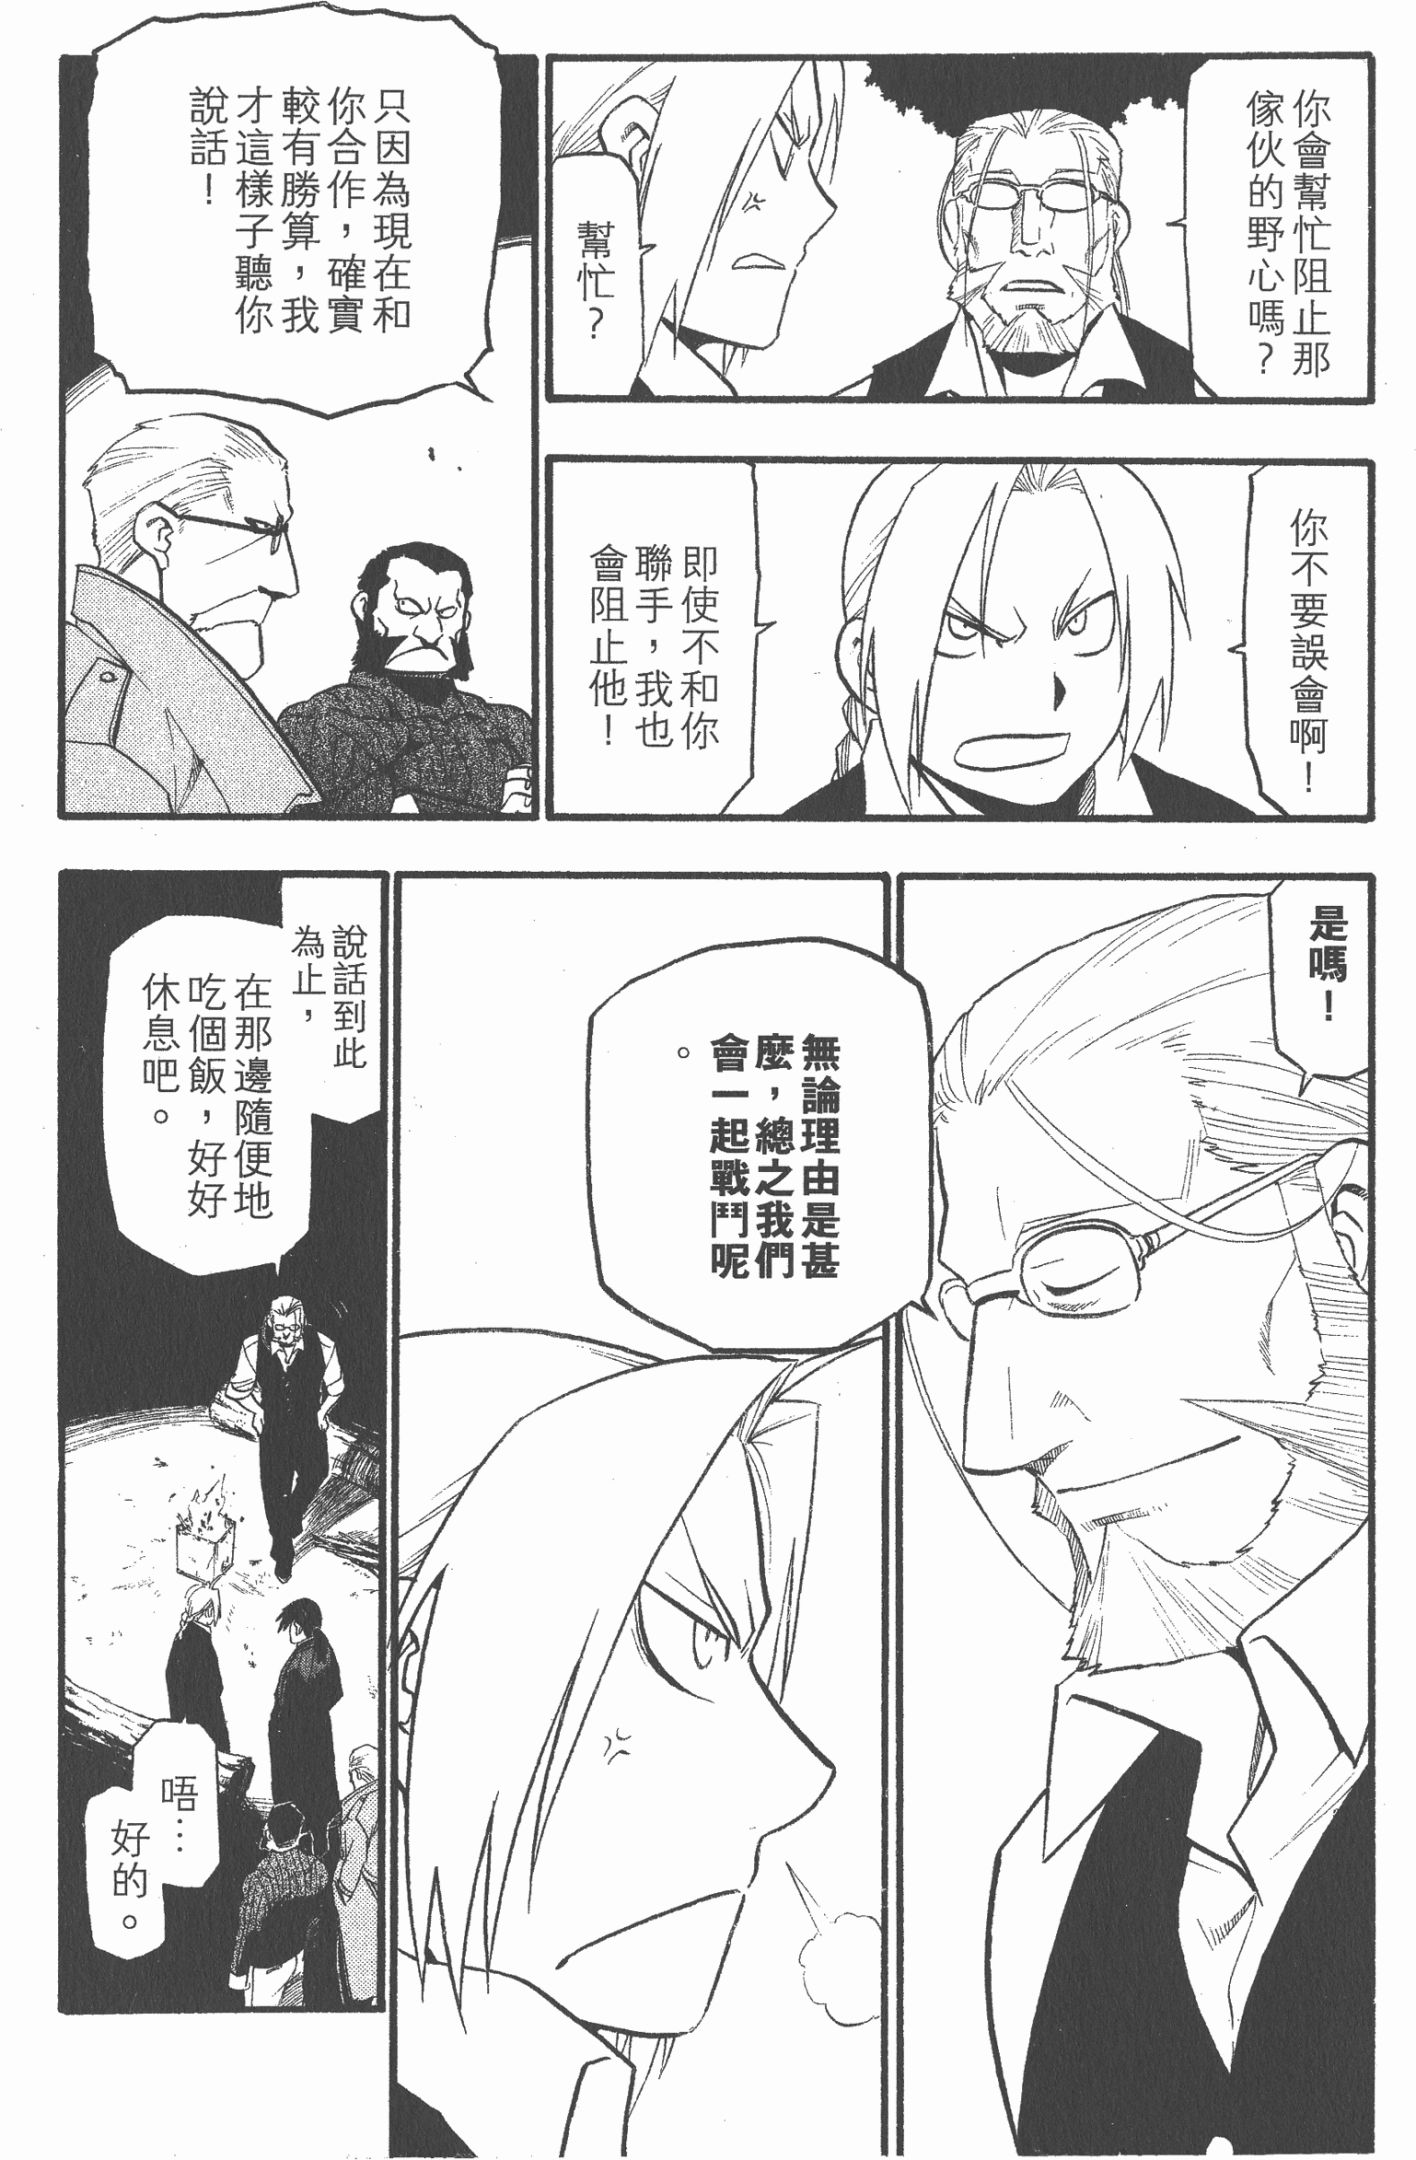 你會幫忙阻止那
傢伙的野心嗎?
幫忙?
你不要誤會啊!
即使不和你
聯手,我也
會阻止他!
只因為現在和
你合作,確實
較有勝算,我
才這樣子聽你
說話!
是嗎!
無論理由是甚
麼,總之我們
會一起戰鬥呢
。
說話到此
為止,
在那邊隨便地
吃個飯,好好
休息吧。
唔…
好的。